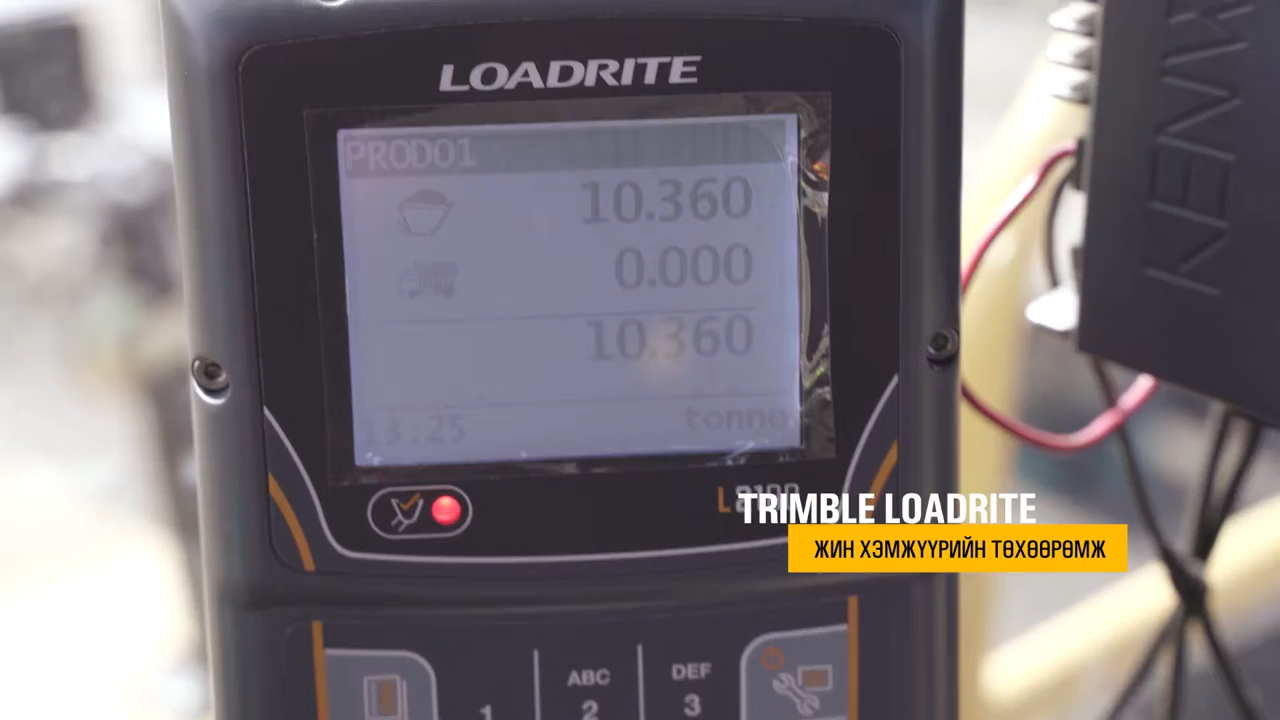 LOADRITE
PROD01
10.360
0.000
10.360
13:25 tonne
TRIMBLE LOADRITE
ЖИН ХЭМЖҮҮРИЙН ТӨХӨӨРӨМЖ
ABC DEF
1 2 3